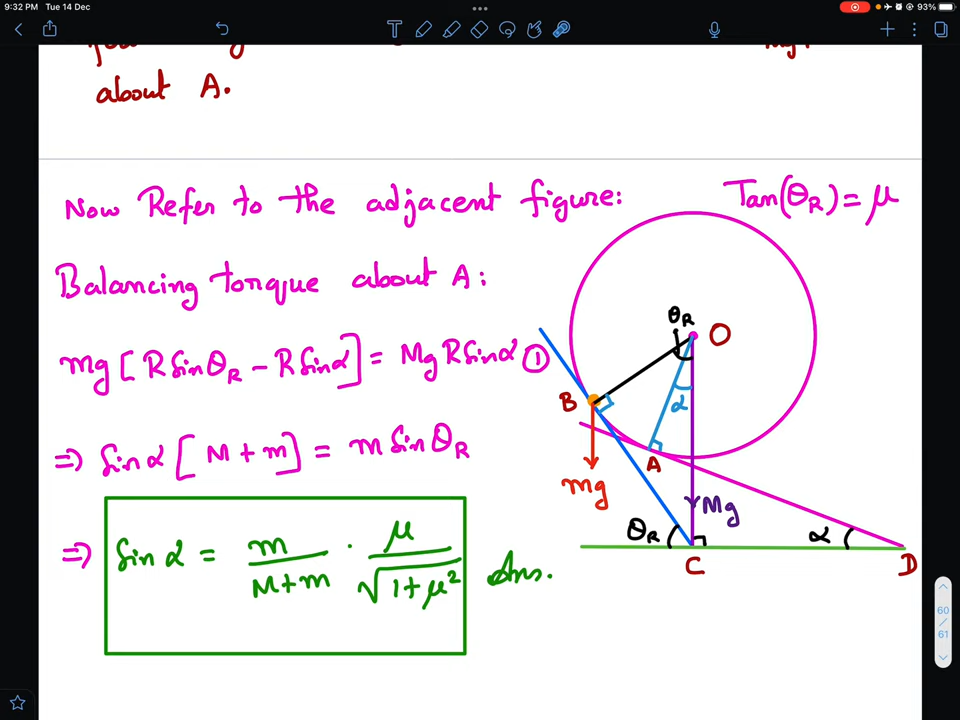 9:32 PM Tue 14 Dec
93%
about A.
Now Refer to the adjacent figure:
Tan(θR) = μ
Balancing torque about A:
mg [ R Sin θR - R Sin α ] = Mg R Sin α ①
⇒ Sin α [ M + m ] = m Sin θR
⇒ Sin α = m/(M+m) · μ/√(1+μ²) Ans.
θR
O
B
α
A
mg
Mg
θR
α
C
D
60
/
61